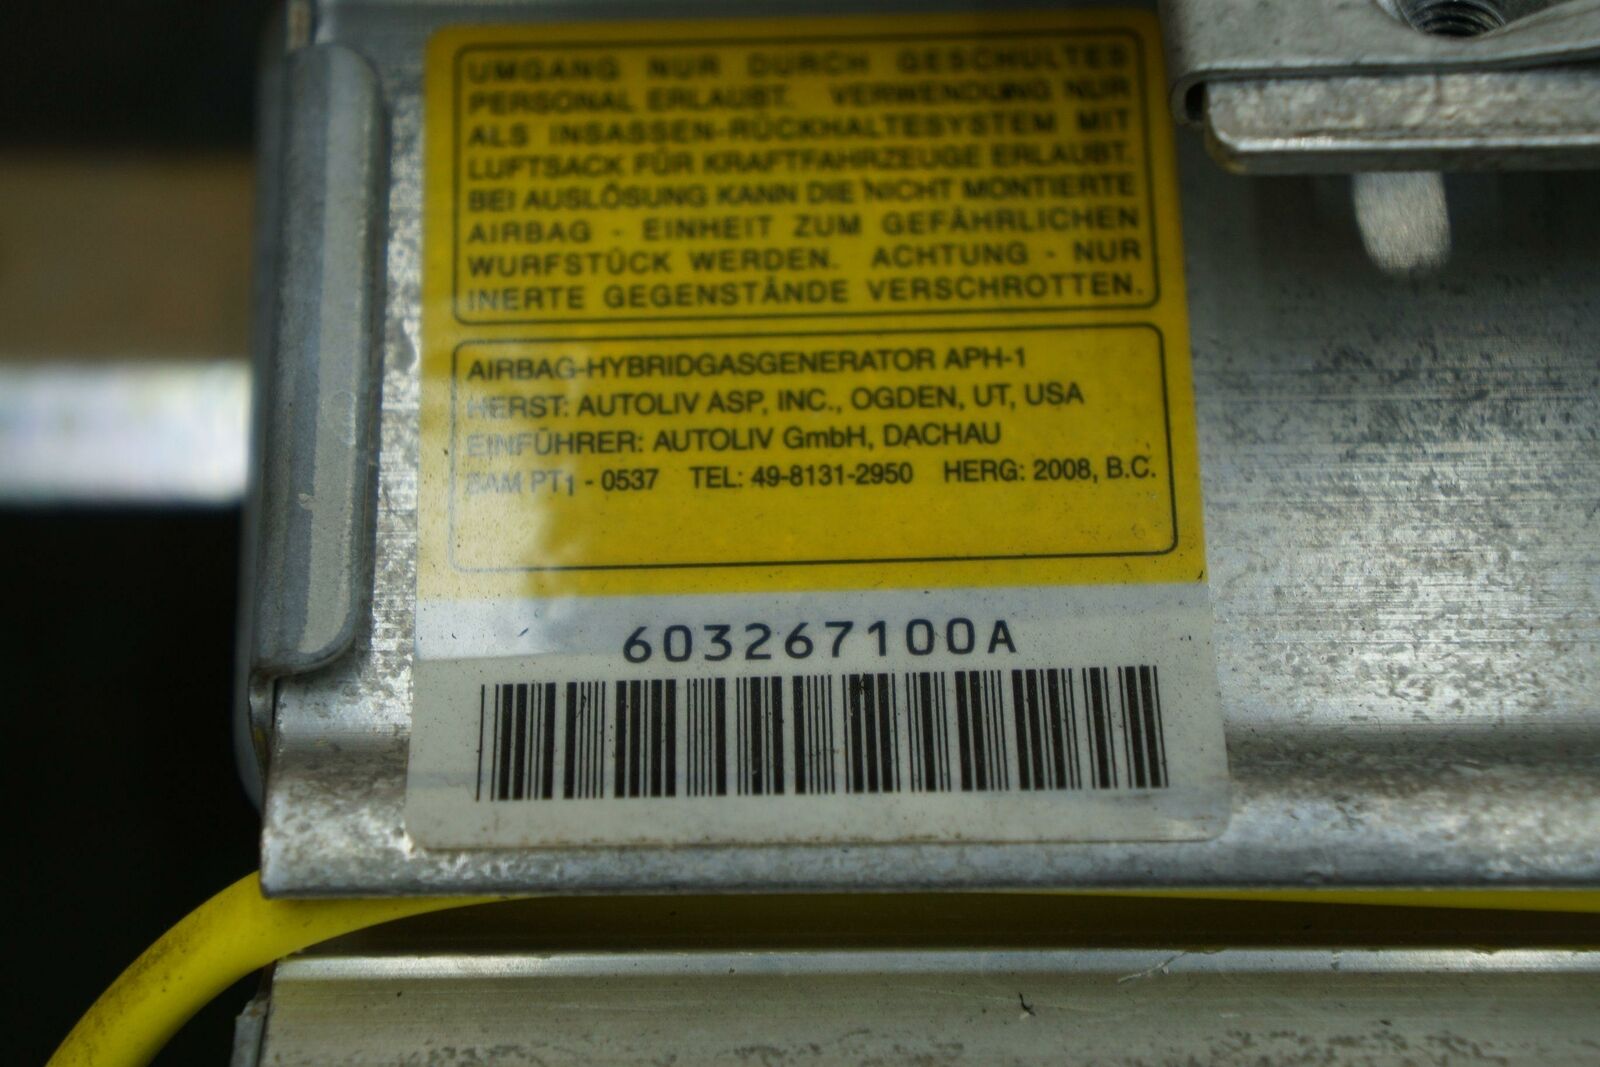 UMGANG NUR DURCH GESCHULTES
PERSONAL ERLAUBT. VERWENDUNG NUR
ALS INSASSEN-RÜCKHALTESYSTEM MIT
LUFTSACK FÜR KRAFTFAHRZEUGE ERLAUBT.
BEI AUSLÖSUNG KANN DIE NICHT MONTIERTE
AIRBAG - EINHEIT ZUM GEFÄHRLICHEN
WURFSTÜCK WERDEN. ACHTUNG - NUR
INERTE GEGENSTÄNDE VERSCHROTTEN.
AIRBAG-HYBRIDGASGENERATOR APH-1
HERST: AUTOLIV ASP, INC., OGDEN, UT, USA
EINFÜHRER: AUTOLIV GmbH, DACHAU
BAM PT1 - 0537 TEL: 49-8131-2950 HERG: 2008, B.C.
603267100A